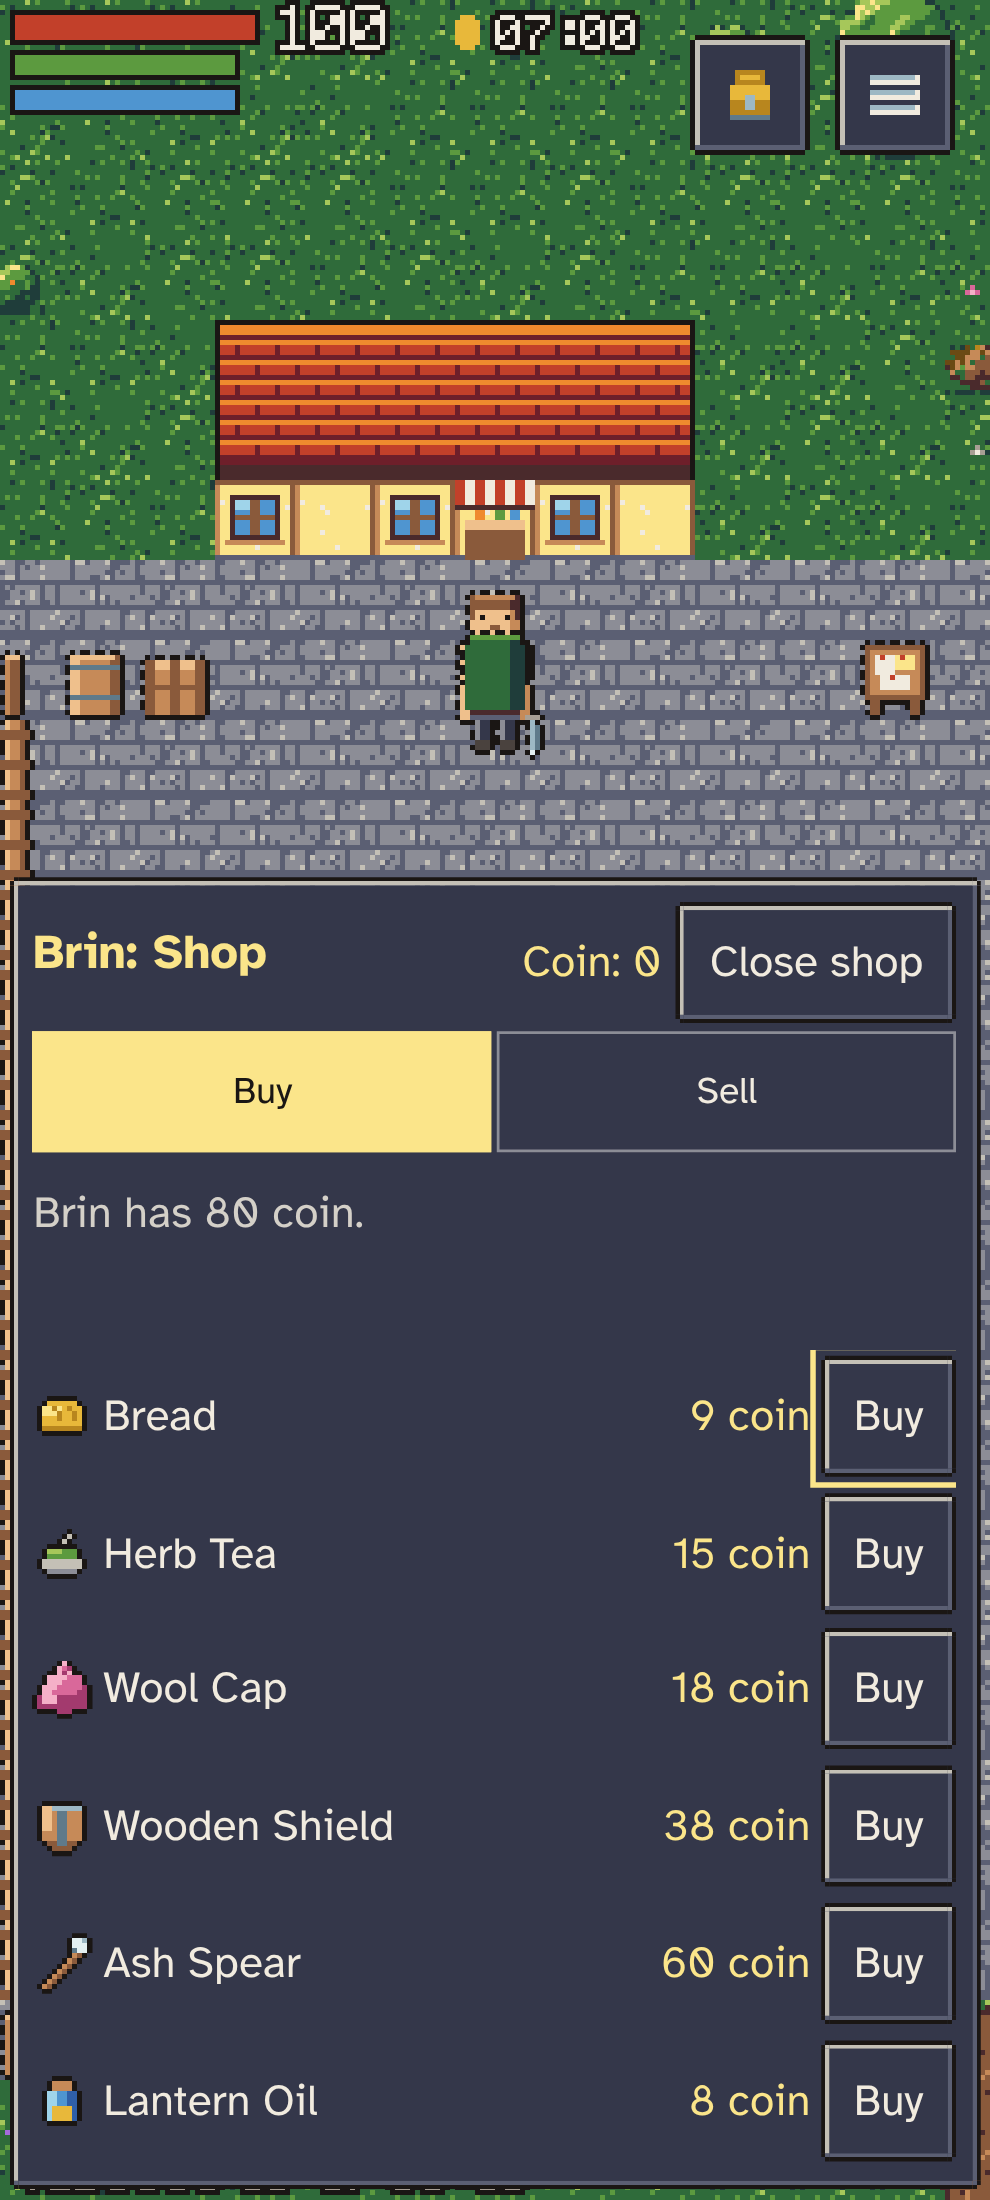 100 07:00
Brin: Shop Coin: 0 Close shop
Buy Sell
Brin has 80 coin.
Bread 9 coin Buy
Herb Tea 15 coin Buy
Wool Cap 18 coin Buy
Wooden Shield 38 coin Buy
Ash Spear 60 coin Buy
Lantern Oil 8 coin Buy